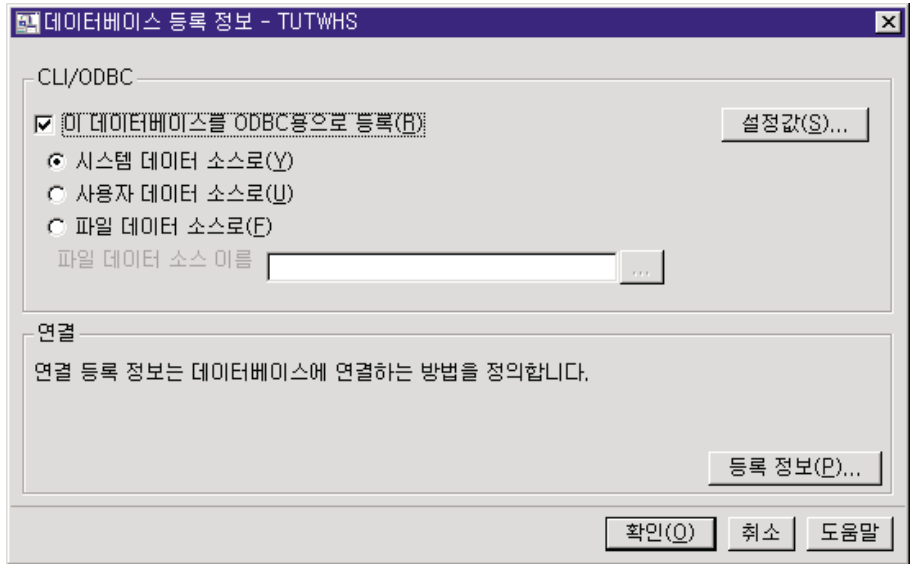 데이터베이스 등록 정보 - TUTWHS
CLI/ODBC
이 데이터베이스를 ODBC용으로 등록(R)
설정값(S)...
시스템 데이터 소스로(Y)
사용자 데이터 소스로(U)
파일 데이터 소스로(F)
파일 데이터 소스 이름
...
연결
연결 등록 정보는 데이터베이스에 연결하는 방법을 정의합니다.
등록 정보(P)...
확인(O) 취소 도움말